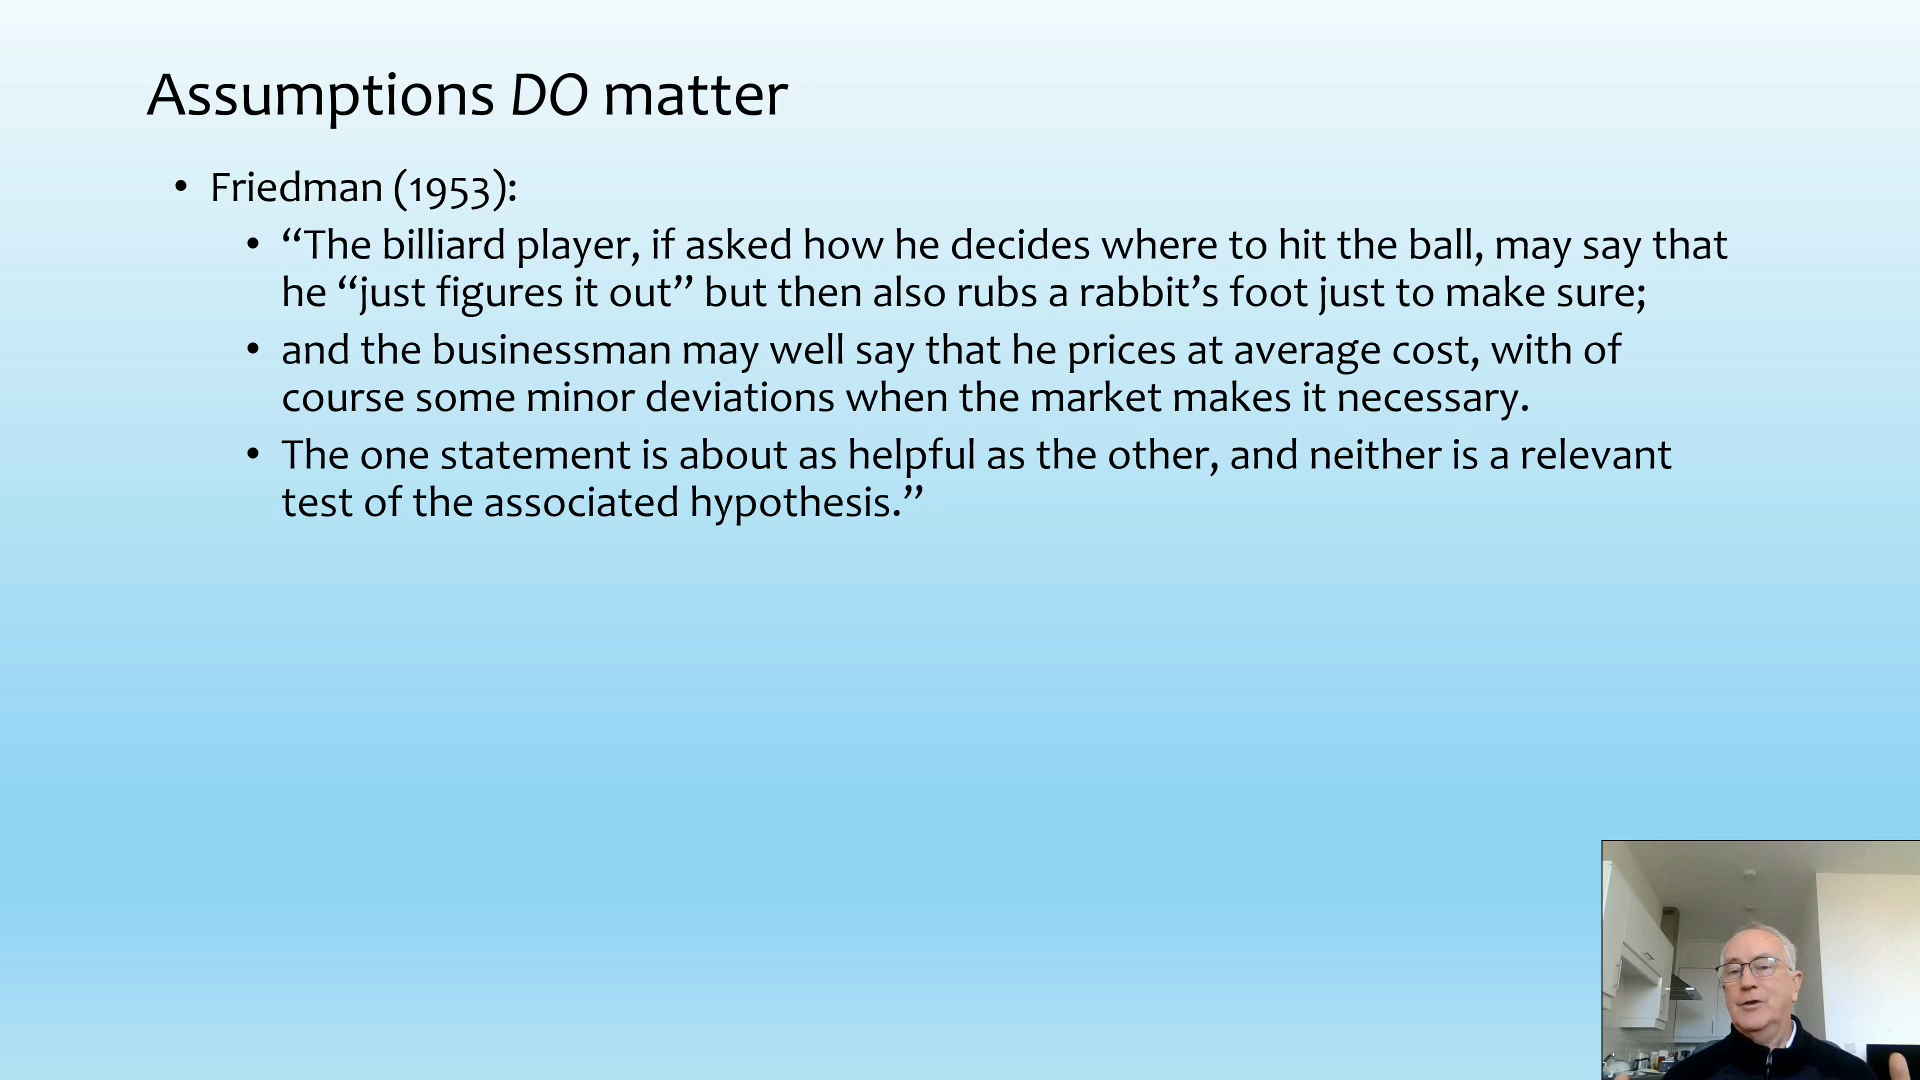 Assumptions DO matter
• Friedman (1953):
• “The billiard player, if asked how he decides where to hit the ball, may say that
he “just figures it out” but then also rubs a rabbit’s foot just to make sure;
• and the businessman may well say that he prices at average cost, with of
course some minor deviations when the market makes it necessary.
• The one statement is about as helpful as the other, and neither is a relevant
test of the associated hypothesis.”